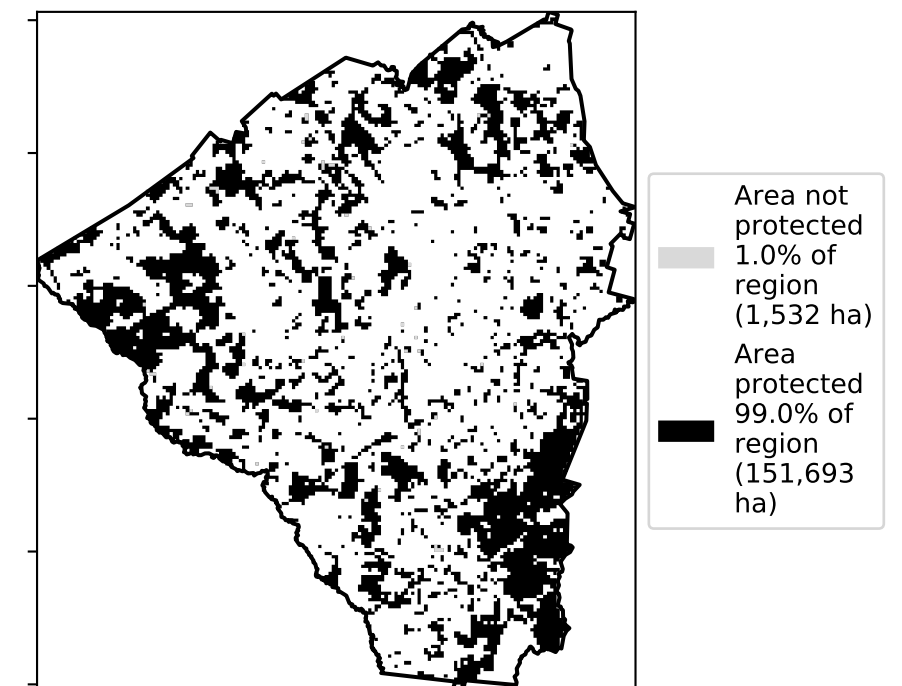 Area not
protected
1.0% of
region
(1,532 ha)
Area
protected
99.0% of
region
(151,693
ha)